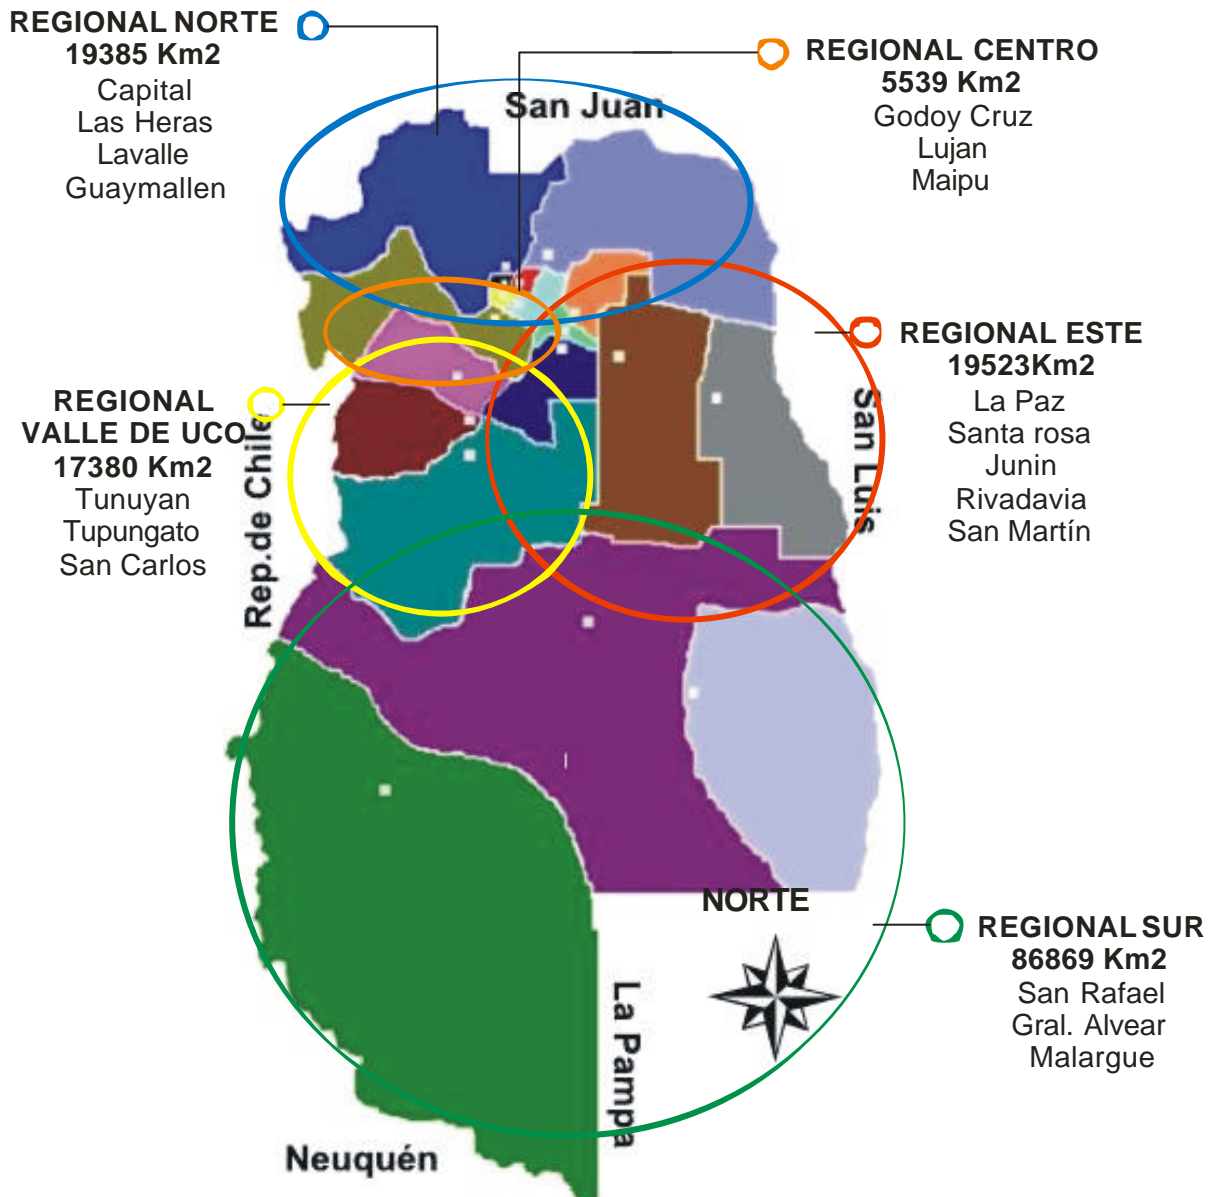 REGIONAL NORTE
19385 Km2
Capital
Las Heras
Lavalle
Guaymallen
San Juan
REGIONAL CENTRO
5539 Km2
Godoy Cruz
Lujan
Maipu
REGIONAL ESTE
19523Km2
La Paz
Santa rosa
Junin
Rivadavia
San Martín
REGIONAL
VALLE DE UCO
17380 Km2
Tunuyan
Tupungato
San Carlos
Rep.de Chile
San Luis
NORTE
REGIONAL SUR
86869 Km2
San Rafael
Gral. Alvear
Malargue
La Pampa
Neuquén